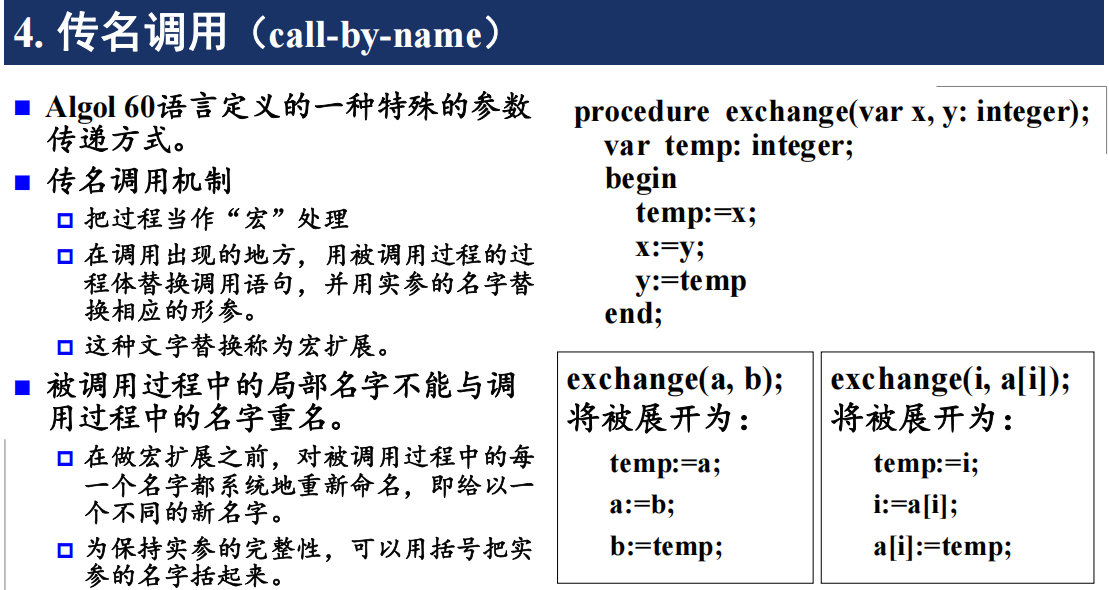 4. 传名调用（call-by-name）
■ Algol 60语言定义的一种特殊的参数
传递方式。
■ 传名调用机制
□ 把过程当作“宏”处理
□ 在调用出现的地方，用被调用过程的过
程体替换调用语句，并用实参的名字替
换相应的形参。
□ 这种文字替换称为宏扩展。
■ 被调用过程中的局部名字不能与调
用过程中的名字重名。
□ 在做宏扩展之前，对被调用过程中的每
一个名字都系统地重新命名，即给以一
个不同的新名字。
□ 为保持实参的完整性，可以用括号把实
参的名字括起来。
procedure exchange(var x, y: integer);
var temp: integer;
begin
temp:=x;
x:=y;
y:=temp
end;
exchange(a, b);
将被展开为：
temp:=a;
a:=b;
b:=temp;
exchange(i, a[i]);
将被展开为：
temp:=i;
i:=a[i];
a[i]:=temp;